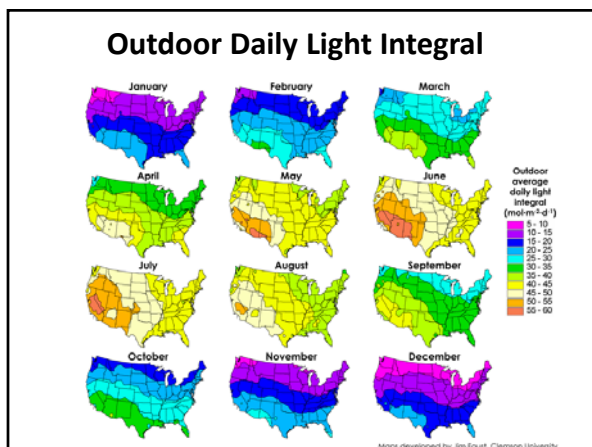 Outdoor Daily Light Integral
January
February
March
April
May
June
July
August
September
October
November
December
Outdoor
average
daily light
integral
(mol·m⁻²·d⁻¹)
5 - 10
10 - 15
15 - 20
20 - 25
25 - 30
30 - 35
35 - 40
40 - 45
45 - 50
50 - 55
55 - 60
Maps developed by Jim Faust, Clemson University